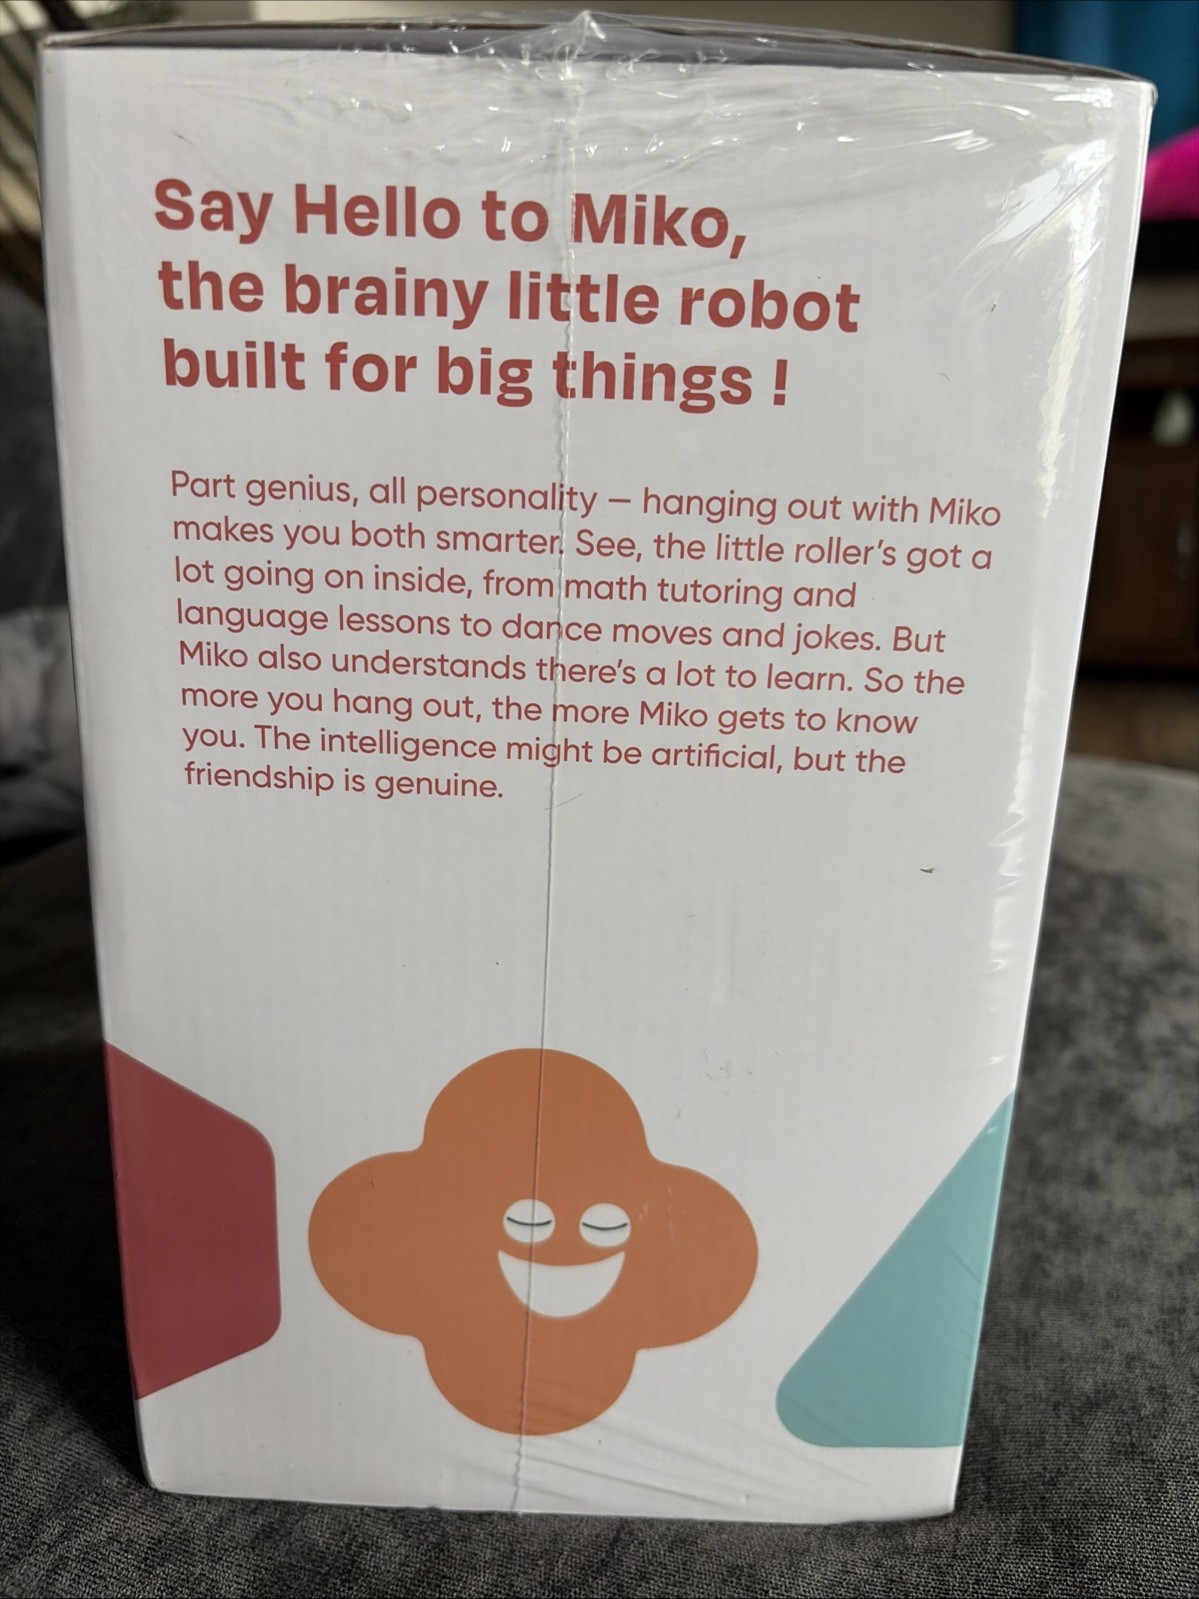 Say Hello to Miko,
the brainy little robot
built for big things !
Part genius, all personality — hanging out with Miko
makes you both smarter. See, the little roller's got a
lot going on inside, from math tutoring and
language lessons to dance moves and jokes. But
Miko also understands there's a lot to learn. So the
more you hang out, the more Miko gets to know
you. The intelligence might be artificial, but the
friendship is genuine.